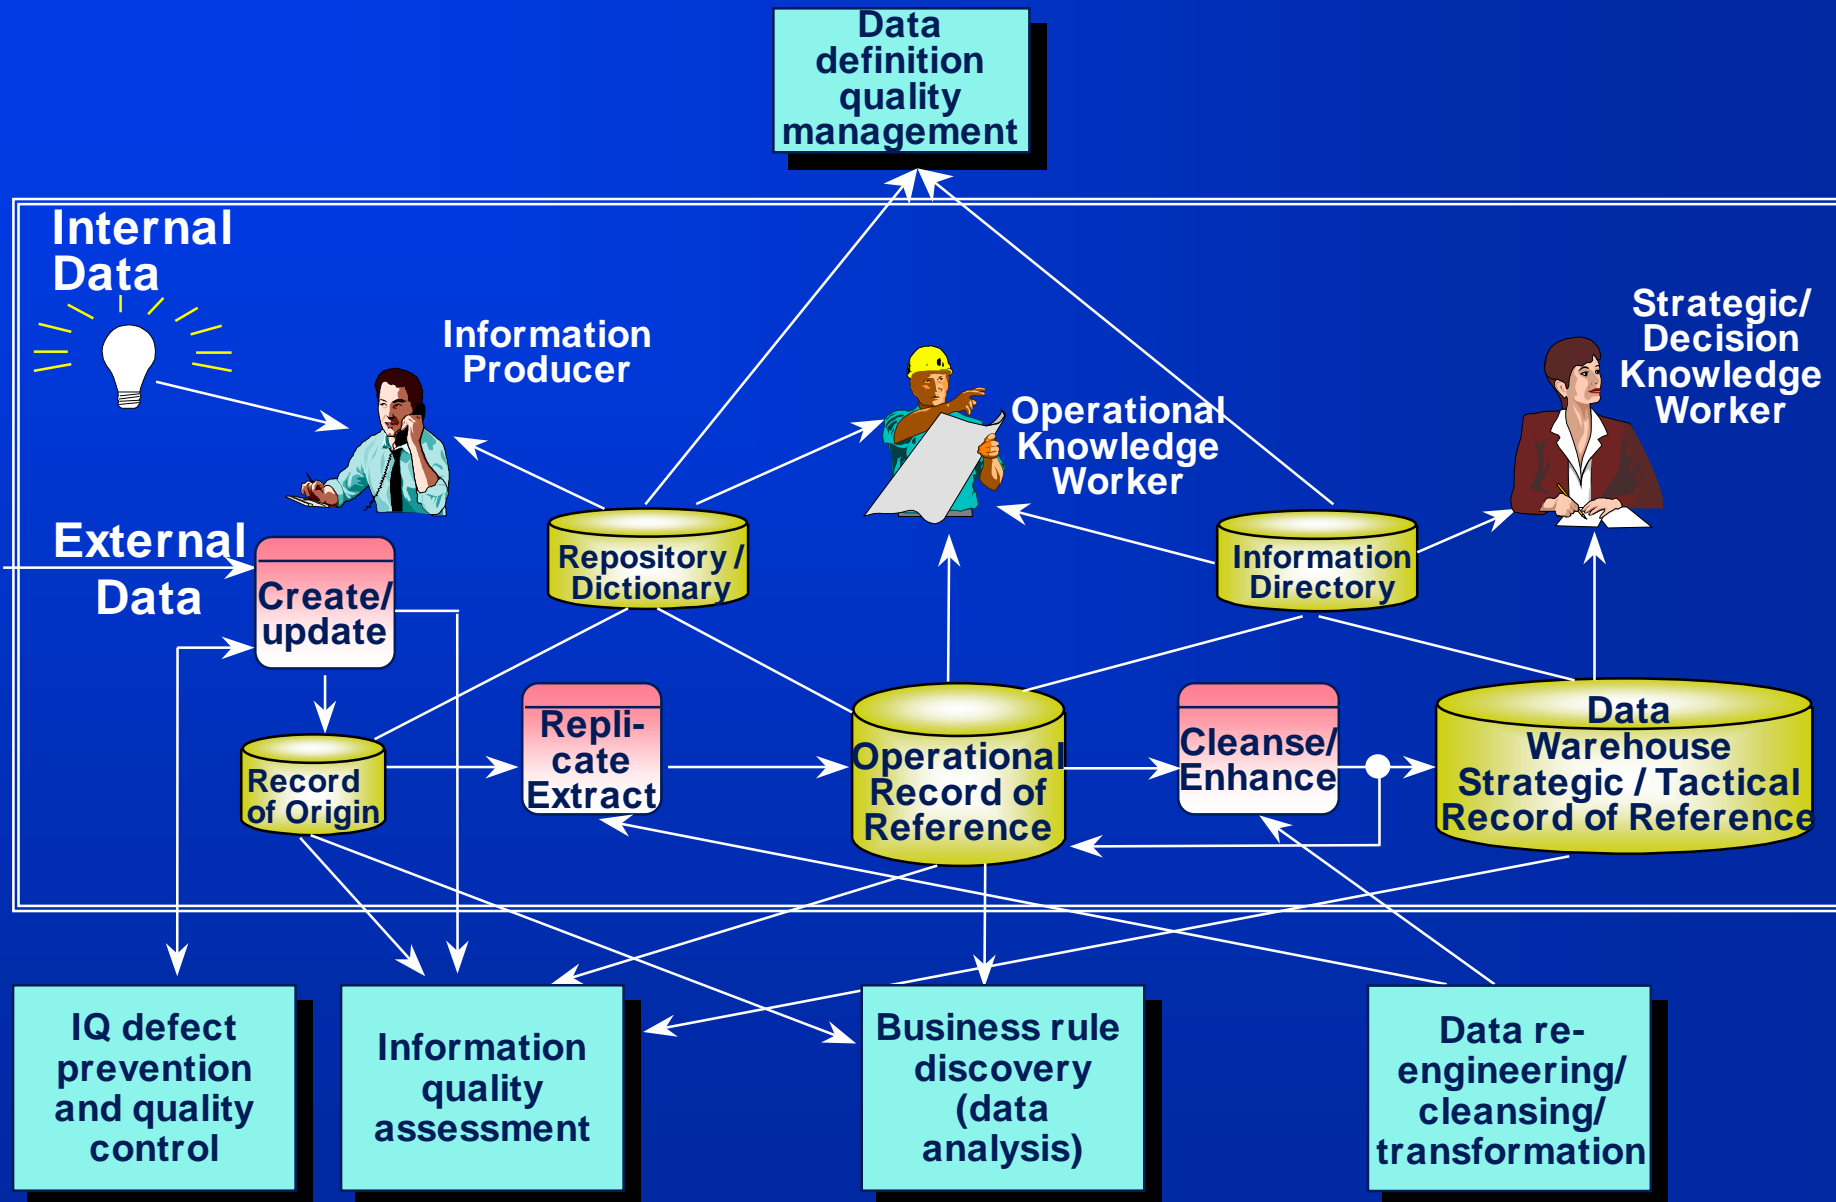 Data
definition
quality
management
Internal
Data
Information
Producer
Operational
Knowledge
Worker
Strategic/
Decision
Knowledge
Worker
External
Data
Create/
update
Repository /
Dictionary
Information
Directory
Record
of Origin
Repli-
cate
Extract
Operational
Record of
Reference
Cleanse/
Enhance
Data
Warehouse
Strategic / Tactical
Record of Reference
IQ defect
prevention
and quality
control
Information
quality
assessment
Business rule
discovery
(data
analysis)
Data re-
engineering/
cleansing/
transformation